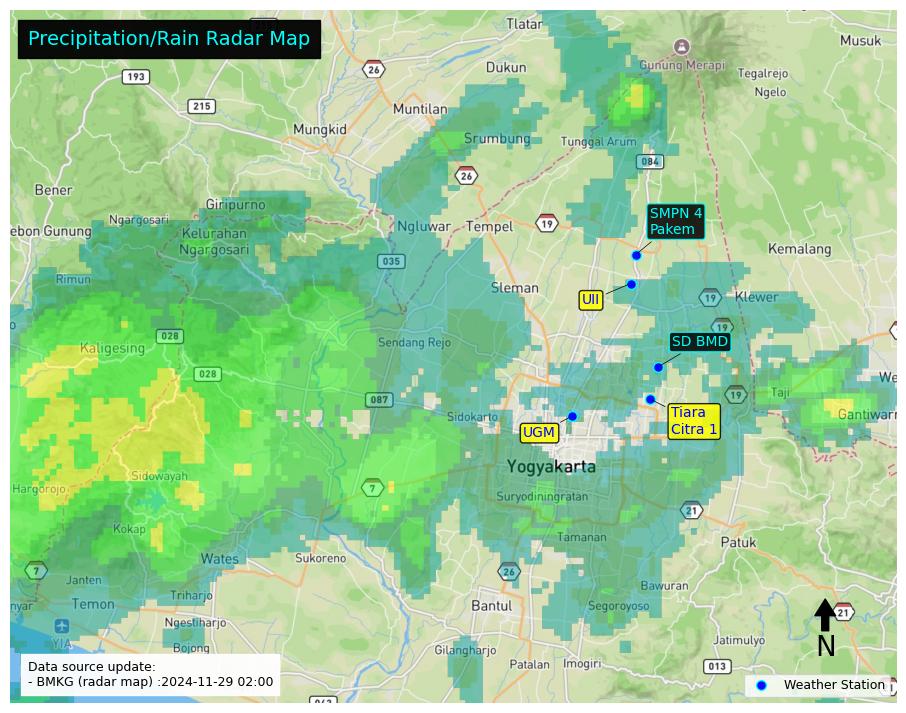 Precipitation/Rain Radar Map
Tlatar
Musuk
26
Gunung Merapi
193
Dukun
Tegalrejo
Ngelo
215
Muntilan
Mungkid
Srumbung
Tunggal Arum
084
26
Bener
Giripurno
SMPN 4
Pakem
Ngargosari
19
ebon Gunung
Kelurahan
Ngargosari
Ngluwar
Tempel
Kemalang
035
Rimun
Sleman
UII
19
Klewer
19
028
SD BMD
Kaligesing
Sendang Rejo
028
We
Taji
19
087
Tiara
Citra 1
Sidokarto
UGM
Gantiwarn
Yogyakarta
Sidowayah
Hargorojo
7
Suryodiningratan
21
Kokap
Tamanan
Patuk
Wates
Sukoreno
7
26
Janten
Bawuran
Triharjo
nyar
Temon
Bantul
Segoroyoso
21
Ngestiharjo
YIA
N
Bojong
Jatimulyo
Gilangharjo
Patalan
Imogiri
013
Data source update:
- BMKG (radar map) :2024-11-29 02:00
Weather Station